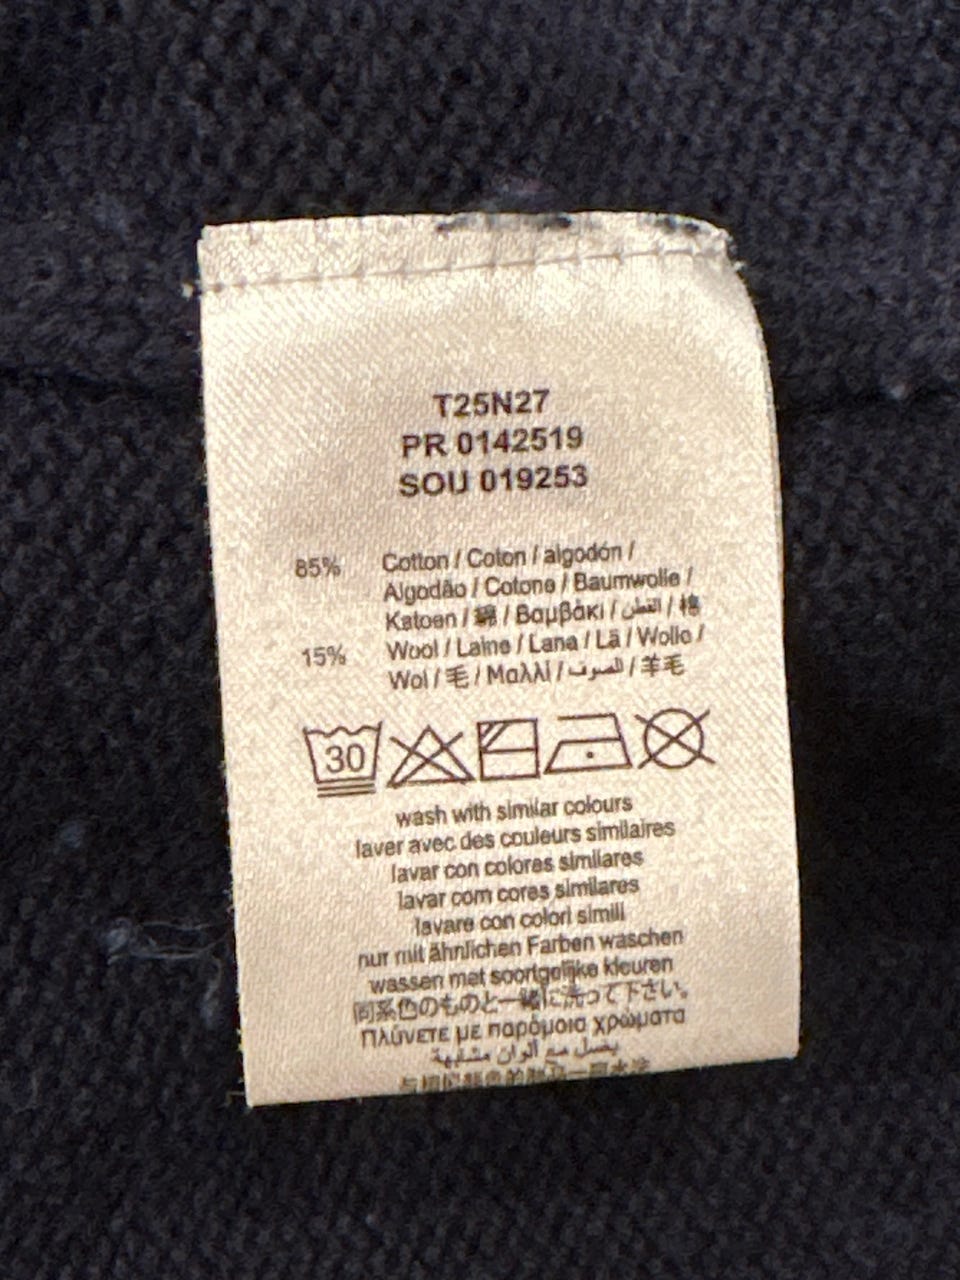 T25N27
PR 0142519
SOU 019253
85% Cotton / Coton / algodón /
Algodão / Cotone / Baumwolle /
Katoen / 綿 / Βαμβάκι / القطن / 棉
15% Wool / Laine / Lana / Lã / Wolle /
Wol / 毛 / Μαλλί / الصوف / 羊毛
30
wash with similar colours
laver avec des couleurs similaires
lavar con colores similares
lavar com cores similares
lavare con colori simili
nur mit ähnlichen Farben waschen
wassen met soortgelijke kleuren
同系色のものと一緒に洗って下さい。
Πλύνετε με παρόμοια χρώματα
يغسل مع ألوان مشابهة